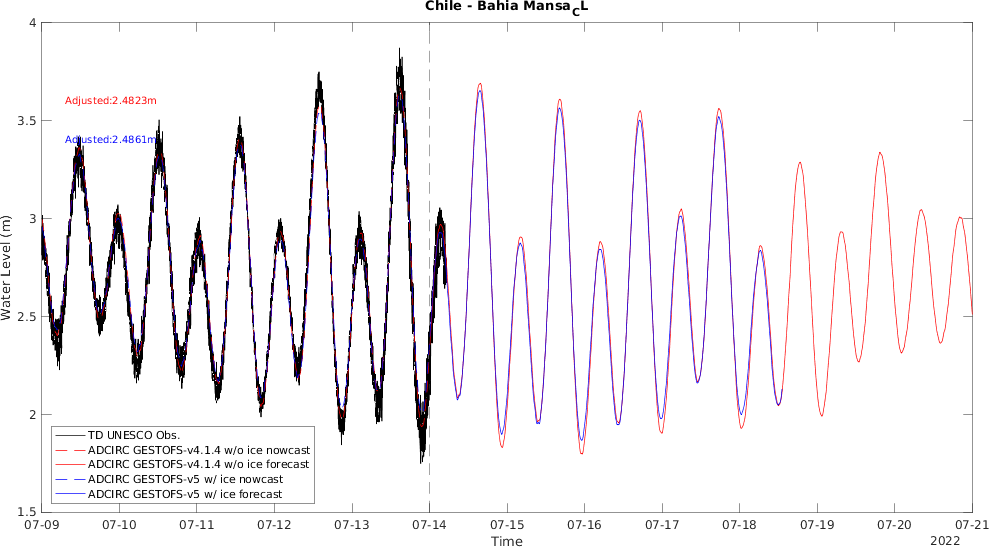 Chile - Bahia Mansa_CL
Water Level (m)
4
3.5
3
2.5
2
1.5
Adjusted:2.4823m
Adjusted:2.4861m
TD UNESCO Obs.
ADCIRC GESTOFS-v4.1.4 w/o ice nowcast
ADCIRC GESTOFS-v4.1.4 w/o ice forecast
ADCIRC GESTOFS-v5 w/ ice nowcast
ADCIRC GESTOFS-v5 w/ ice forecast
07-09 07-10 07-11 07-12 07-13 07-14 07-15 07-16 07-17 07-18 07-19 07-20 07-21
Time
2022